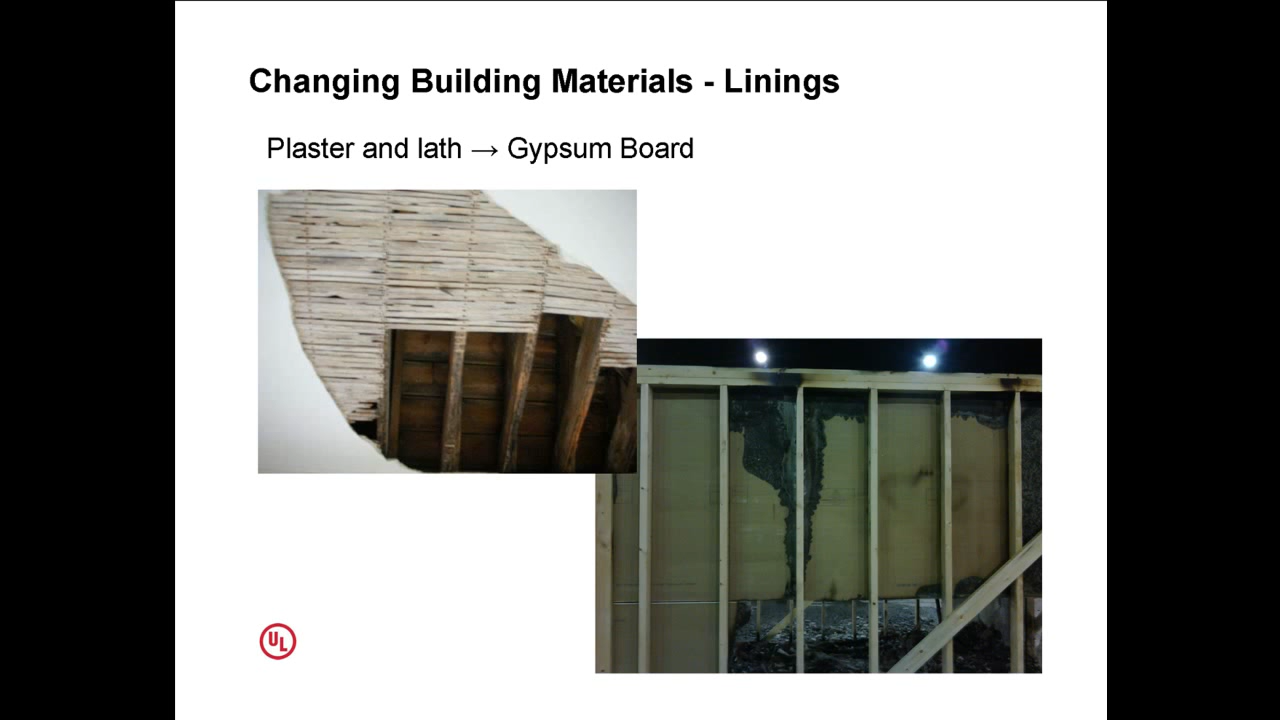 Changing Building Materials - Linings
Plaster and lath → Gypsum Board
UL